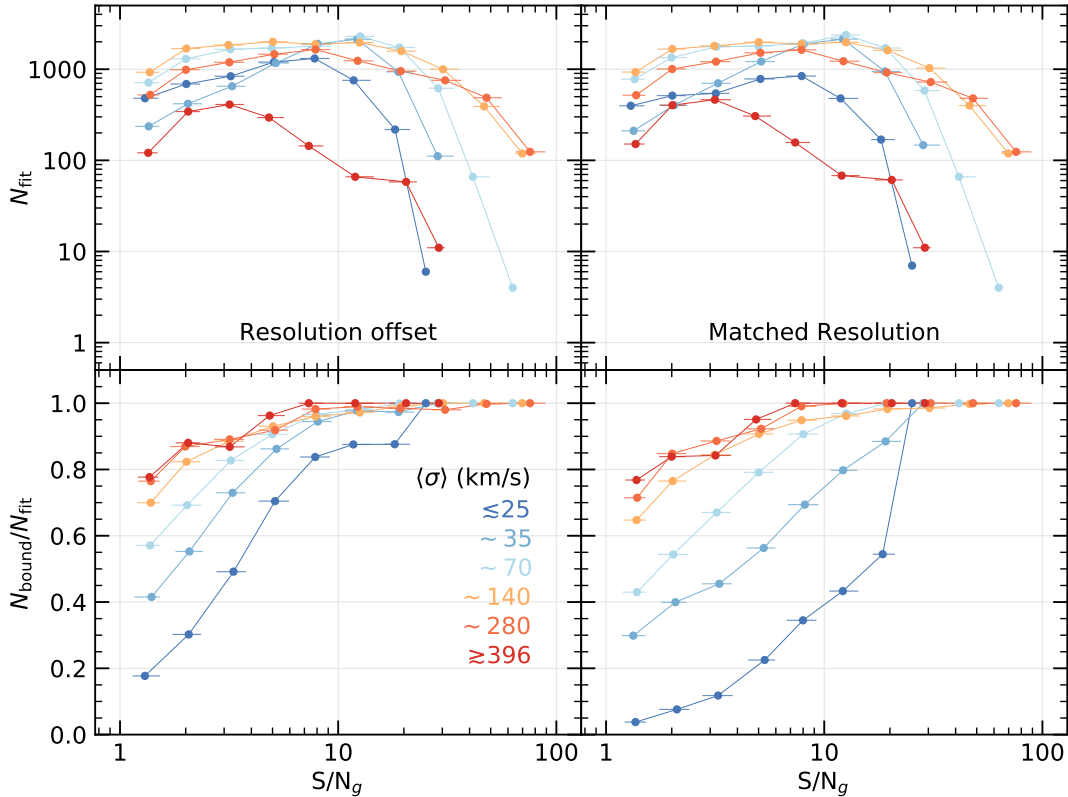 1000
100
10
1
N_fit
Resolution offset
Matched Resolution
1.0
0.8
0.6
0.4
0.2
0.0
N_bound/N_fit
⟨σ⟩ (km/s)
≲25
~ 35
~ 70
~ 140
~ 280
≳396
1 10 100
1 10 100
S/N_g
S/N_g